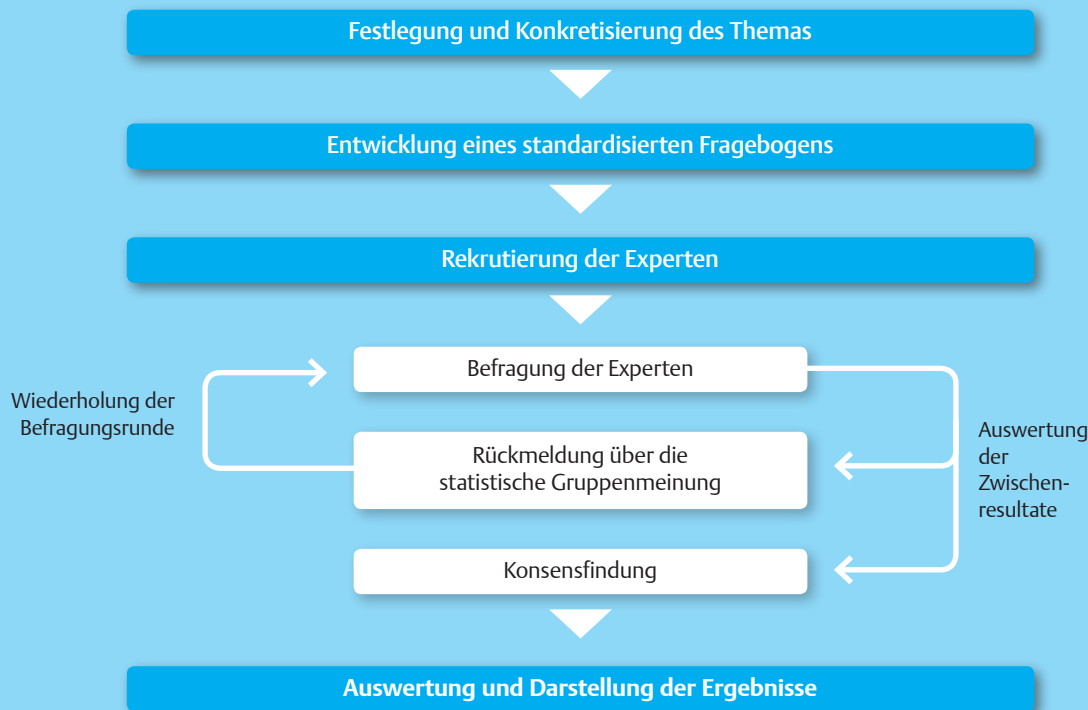 Festlegung und Konkretisierung des Themas
Entwicklung eines standardisierten Fragebogens
Rekrutierung der Experten
Befragung der Experten
Wiederholung der
Befragungsrunde
Rückmeldung über die
statistische Gruppenmeinung
Auswertung
der
Zwischen-
resultate
Konsensfindung
Auswertung und Darstellung der Ergebnisse